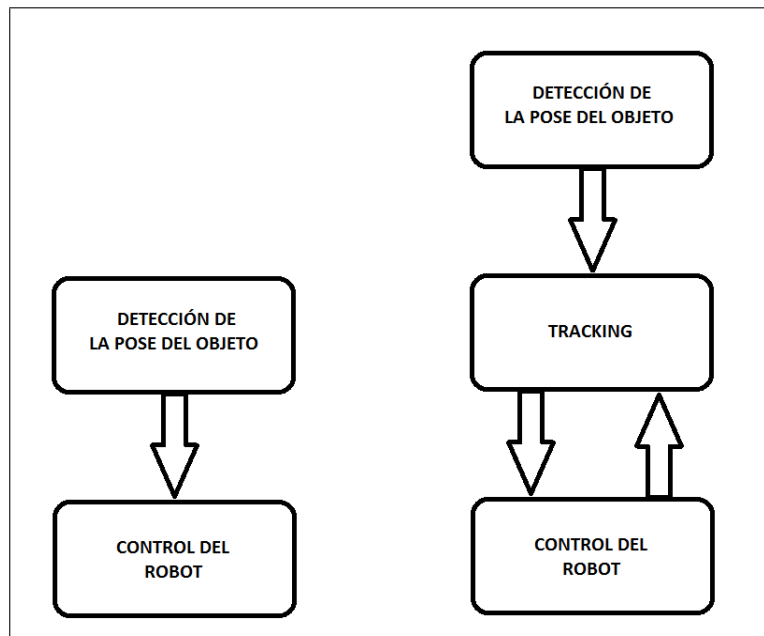 DETECCIÓN DE
LA POSE DEL OBJETO
DETECCIÓN DE
LA POSE DEL OBJETO
TRACKING
CONTROL DEL
ROBOT
CONTROL DEL
ROBOT